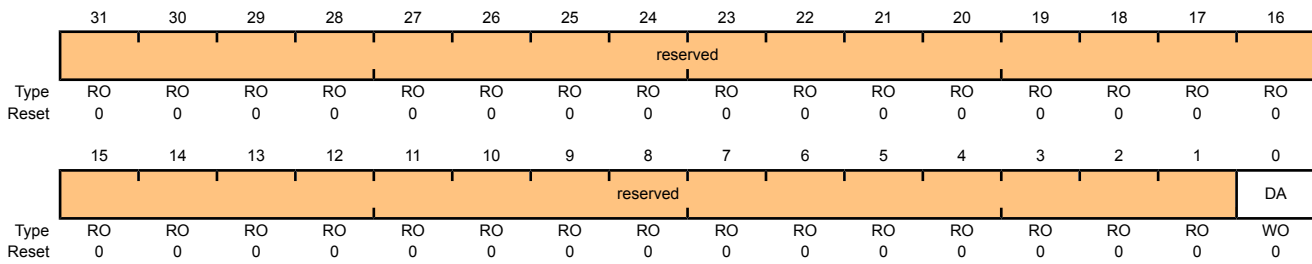 31 30 29 28 27 26 25 24 23 22 21 20 19 18 17 16
reserved
Type RO RO RO RO RO RO RO RO RO RO RO RO RO RO RO RO
Reset 0 0 0 0 0 0 0 0 0 0 0 0 0 0 0 0
15 14 13 12 11 10 9 8 7 6 5 4 3 2 1 0
reserved DA
Type RO RO RO RO RO RO RO RO RO RO RO RO RO RO RO WO
Reset 0 0 0 0 0 0 0 0 0 0 0 0 0 0 0 0